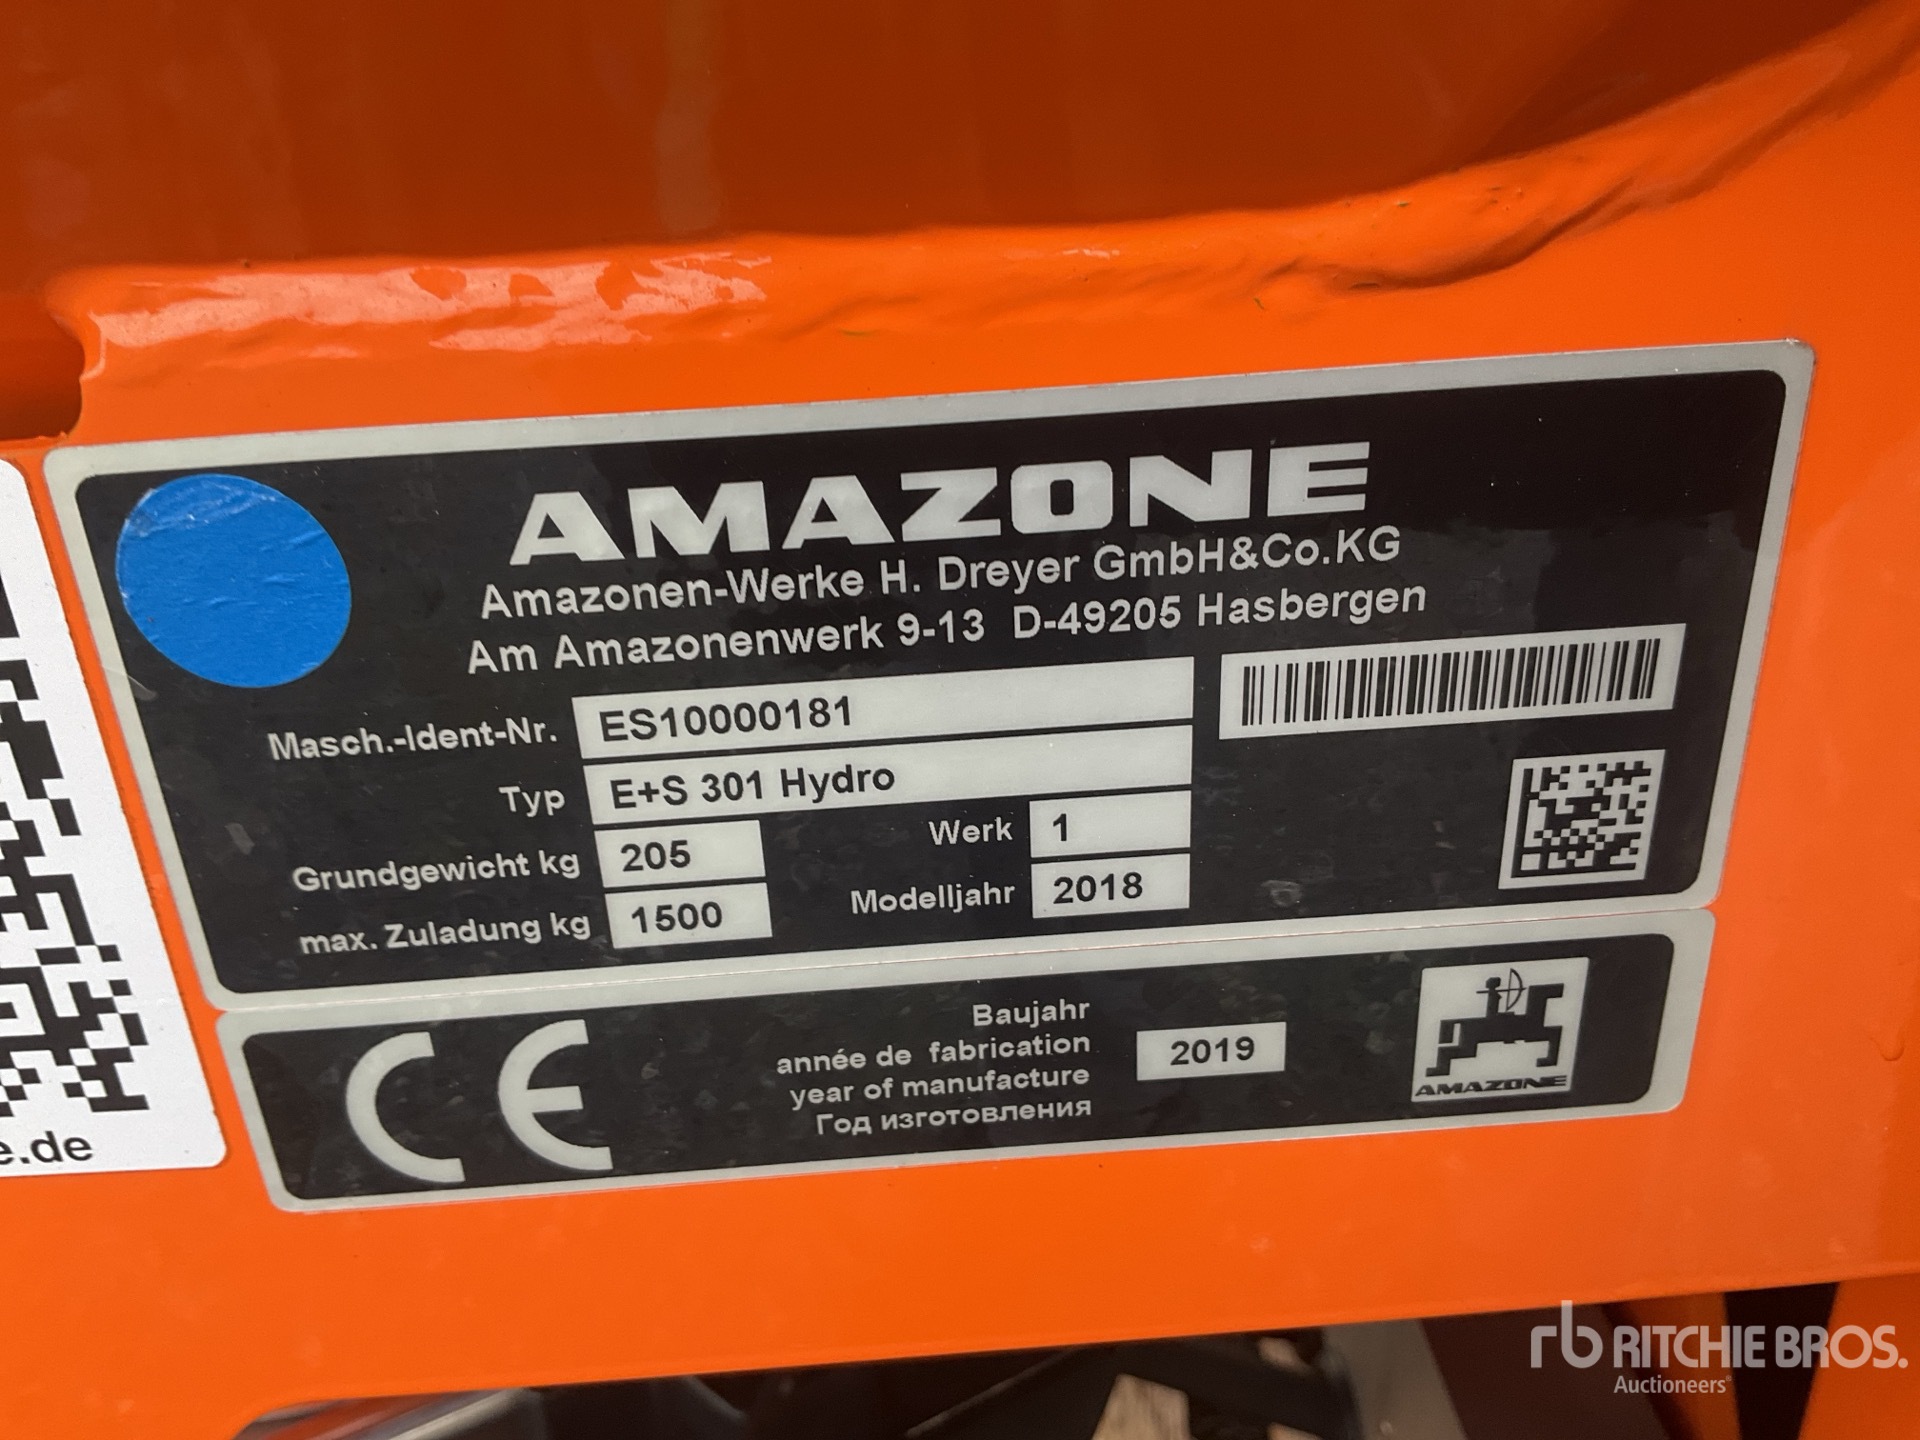 AMAZONE
Amazonen-Werke H. Dreyer GmbH&Co.KG
Am Amazonenwerk 9-13 D-49205 Hasbergen
Masch.-Ident-Nr. ES10000181
Typ E+S 301 Hydro
Grundgewicht kg 205 Werk 1
max. Zuladung kg 1500 Modelljahr 2018
CE
Baujahr
année de fabrication
year of manufacture
Год изготовления
2019
AMAZONE
e.de
rb RITCHIE BROS.
Auctioneers